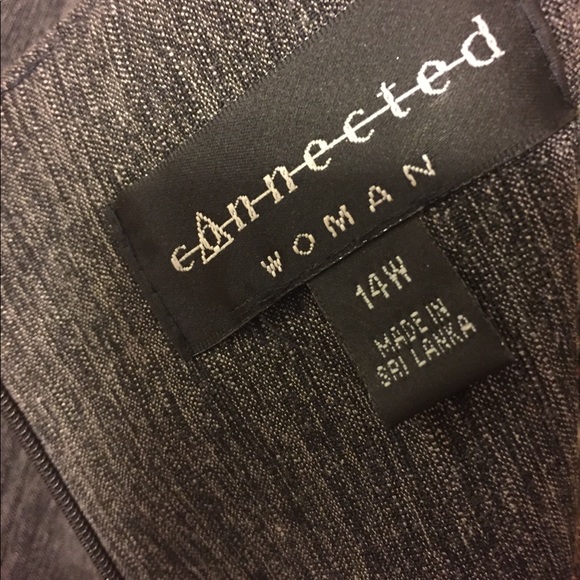 connected
WOMAN
14W
MADE IN
SRI LANKA